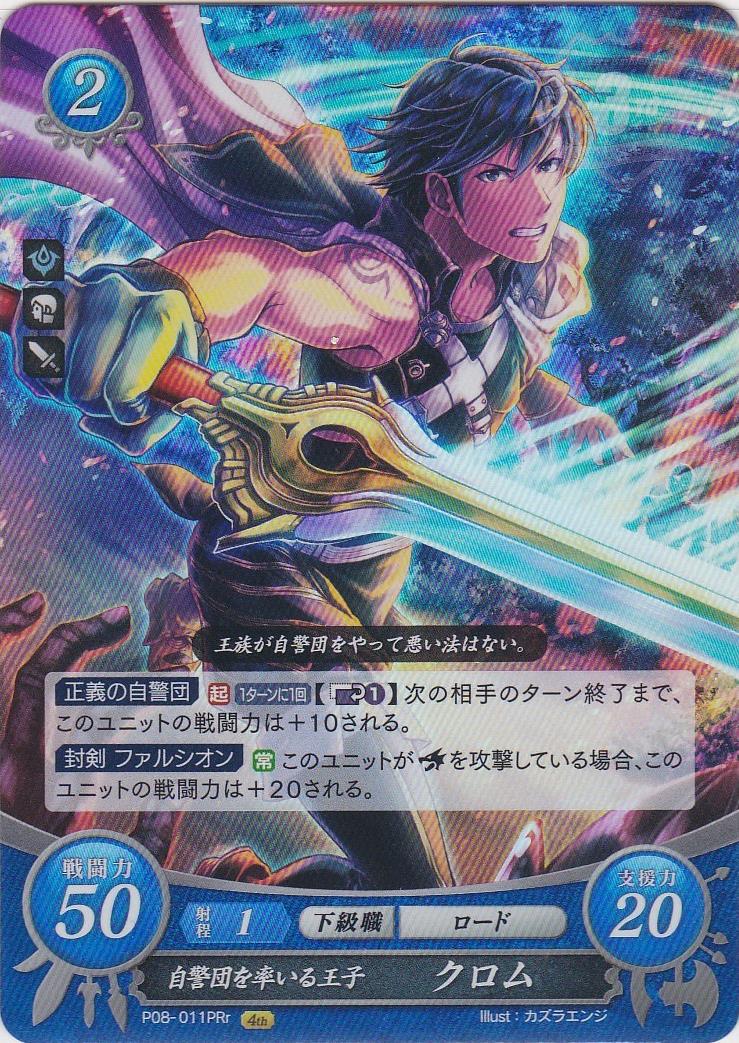 2
王族が自警団をやって悪い法はない。
正義の自警団 起 1ターンに1回【1】次の相手のターン終了まで、
このユニットの戦闘力は＋10される。
封剣 ファルシオン 常 このユニットがを攻撃している場合、この
ユニットの戦闘力は＋20される。
戦闘力
50
射程 1
下級職 ロード
支援力
20
自警団を率いる王子 クロム
P08-011PRr 4th
Illust：カズラエンジ